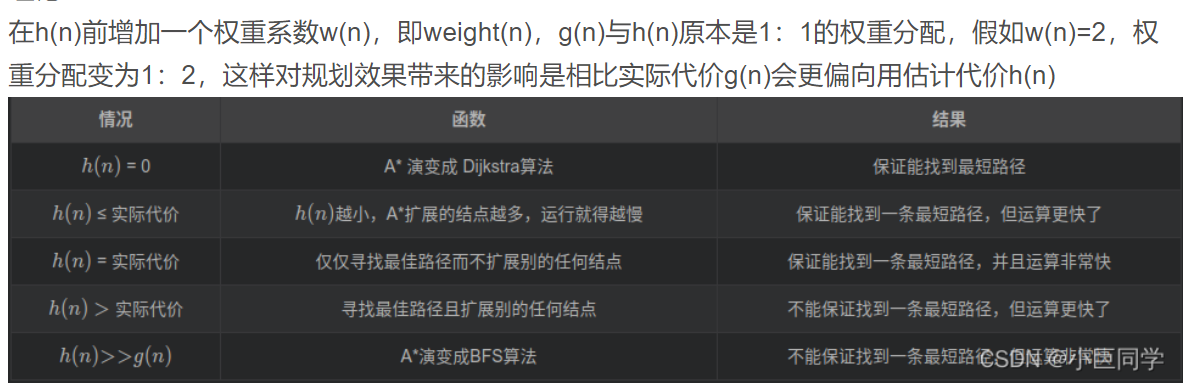 在h(n)前增加一个权重系数w(n)，即weight(n)，g(n)与h(n)原本是1：1的权重分配，假如w(n)=2，权
重分配变为1：2，这样对规划效果带来的影响是相比实际代价g(n)会更偏向用估计代价h(n)
情况 函数 结果
h(n) = 0 A* 演变成 Dijkstra算法 保证能找到最短路径
h(n) ≤ 实际代价 h(n)越小，A*扩展的结点越多，运行就得越慢 保证能找到一条最短路径，但运算更快了
h(n) = 实际代价 仅仅寻找最佳路径而不扩展别的任何结点 保证能找到一条最短路径，并且运算非常快
h(n) > 实际代价 寻找最佳路径且扩展别的任何结点 不能保证找到一条最短路径，但运算更快了
h(n)>>g(n) A*演变成BFS算法 不能保证找到一条最短路径，但运算非常快
CSDN @小臣同学